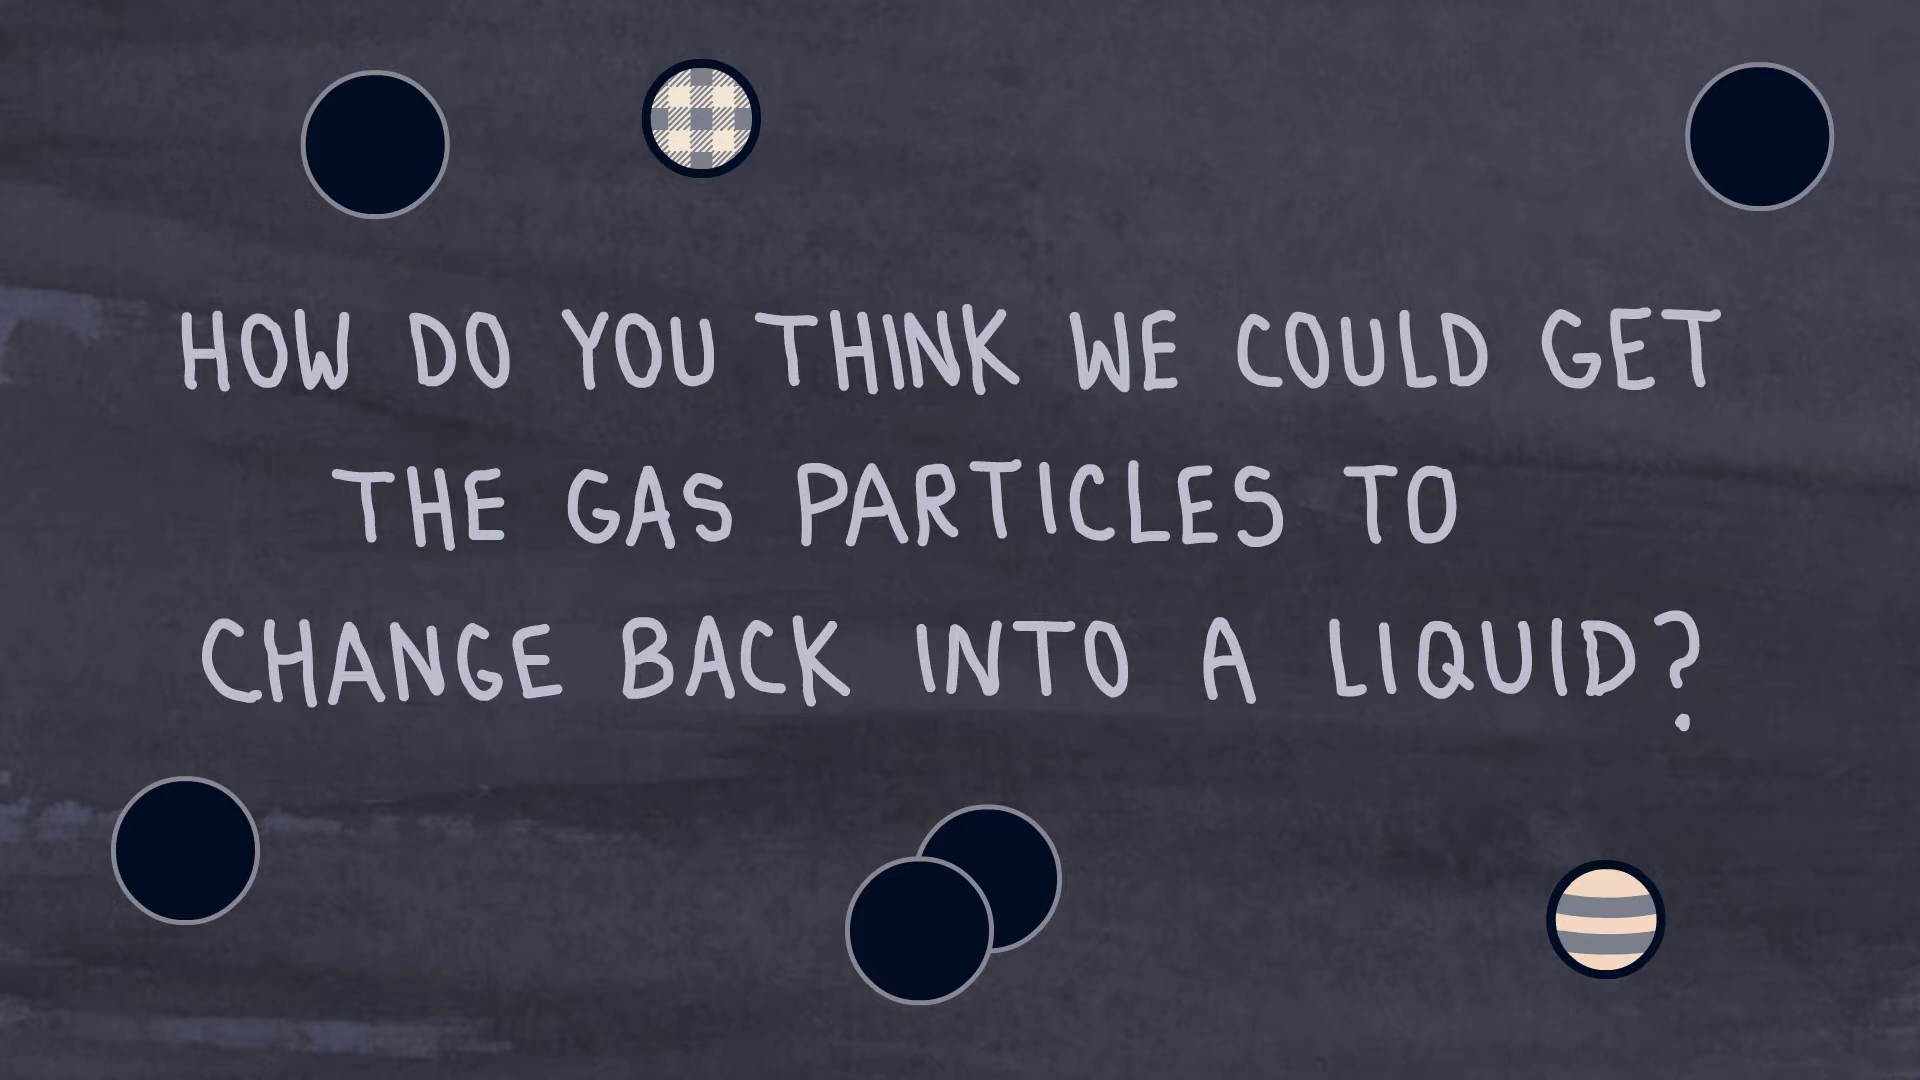 HOW DO YOU THINK WE COULD GET
THE GAS PARTICLES TO
CHANGE BACK INTO A LIQUID?